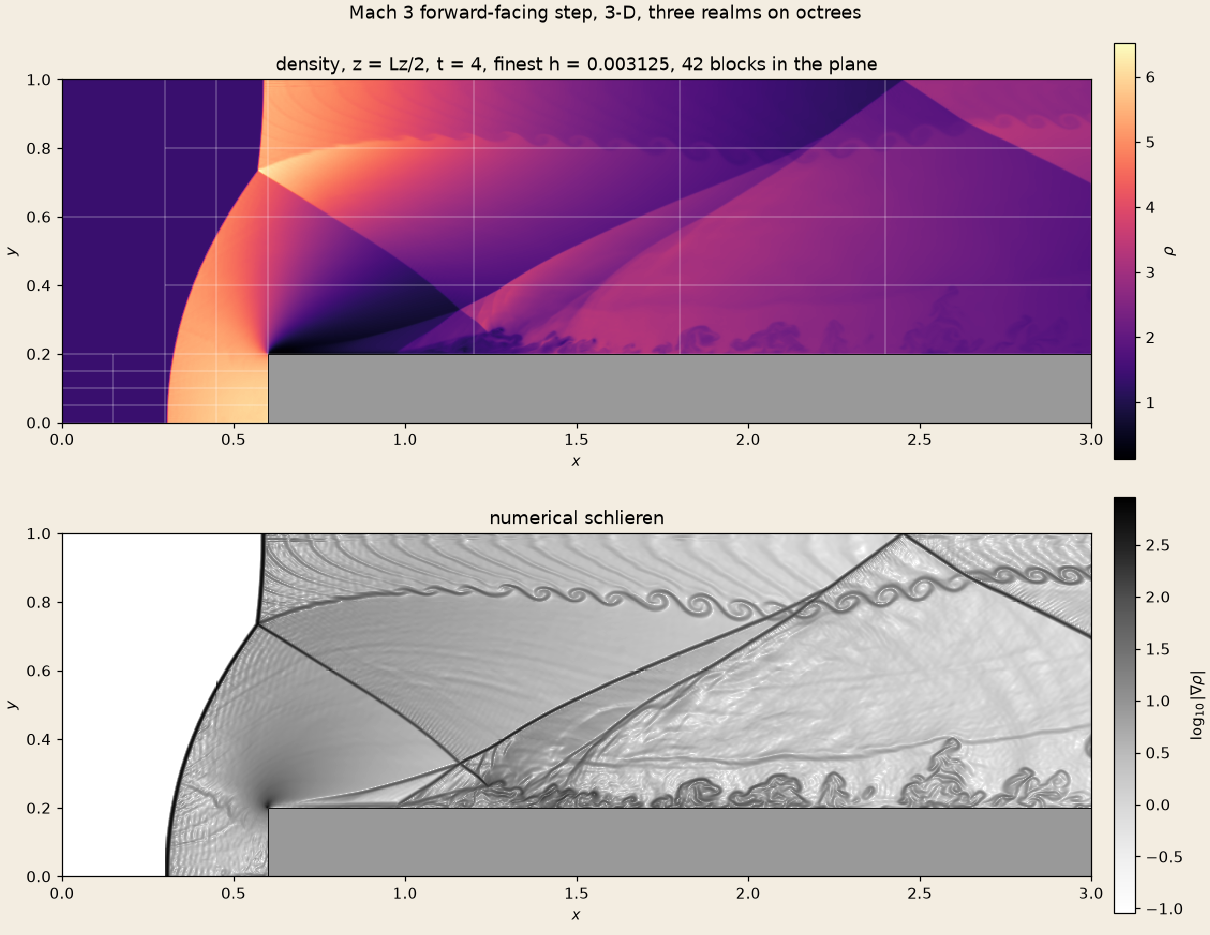 Mach 3 forward-facing step, 3-D, three realms on octrees
density, z = Lz/2, t = 4, finest h = 0.003125, 42 blocks in the plane
1.0
0.8
0.6
0.4
0.2
0.0
y
0.0 0.5 1.0 1.5 2.0 2.5 3.0
x
6
5
4
3
2
1
ρ
numerical schlieren
1.0
0.8
0.6
0.4
0.2
0.0
y
0.0 0.5 1.0 1.5 2.0 2.5 3.0
x
2.5
2.0
1.5
1.0
0.5
0.0
−0.5
−1.0
log₁₀|∇ρ|